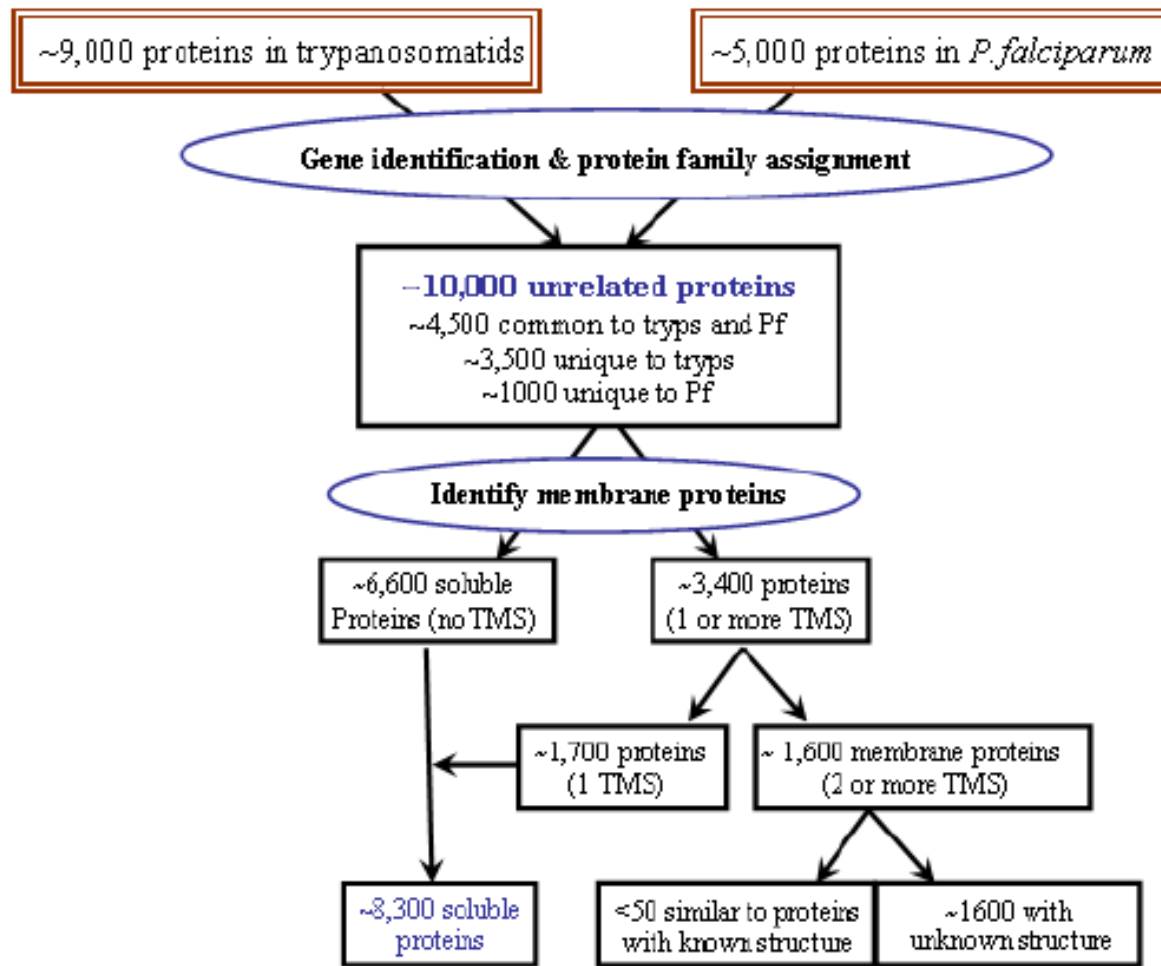 ~9,000 proteins in trypanosomatids
~5,000 proteins in P.falciparum
Gene identification & protein family assignment
~10,000 unrelated proteins
~4,500 common to tryps and Pf
~3,500 unique to tryps
~1000 unique to Pf
Identify membrane proteins
~6,600 soluble
Proteins (no TMS)
~3,400 proteins
(1 or more TMS)
~1,700 proteins
(1 TMS)
~ 1,600 membrane proteins
(2 or more TMS)
~8,300 soluble
proteins
<50 similar to proteins
with known structure
~1600 with
unknown structure